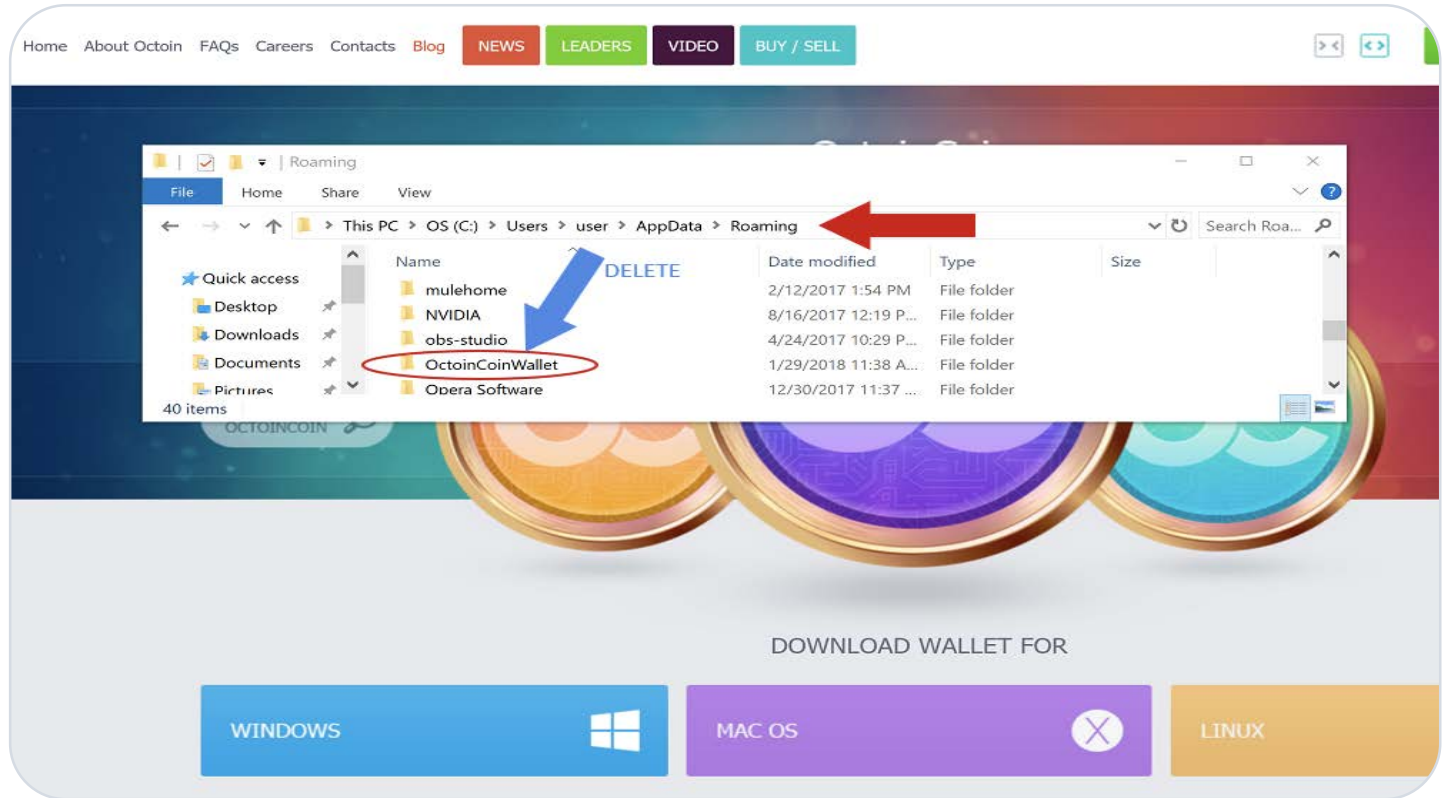 Home About Octoin FAQs Careers Contacts Blog NEWS LEADERS VIDEO BUY / SELL
Roaming
File Home Share View
This PC > OS (C:) > Users > user > AppData > Roaming
Search Roa...
Name Date modified Type Size
DELETE
Quick access
Desktop
Downloads
Documents
Pictures
mulehome 2/12/2017 1:54 PM File folder
NVIDIA 8/16/2017 12:19 P... File folder
obs-studio 4/24/2017 10:29 P... File folder
OctoinCoinWallet 1/29/2018 11:38 A... File folder
Opera Software 12/30/2017 11:37 ... File folder
40 items
OCTOINCOIN
DOWNLOAD WALLET FOR
WINDOWS
MAC OS
LINUX